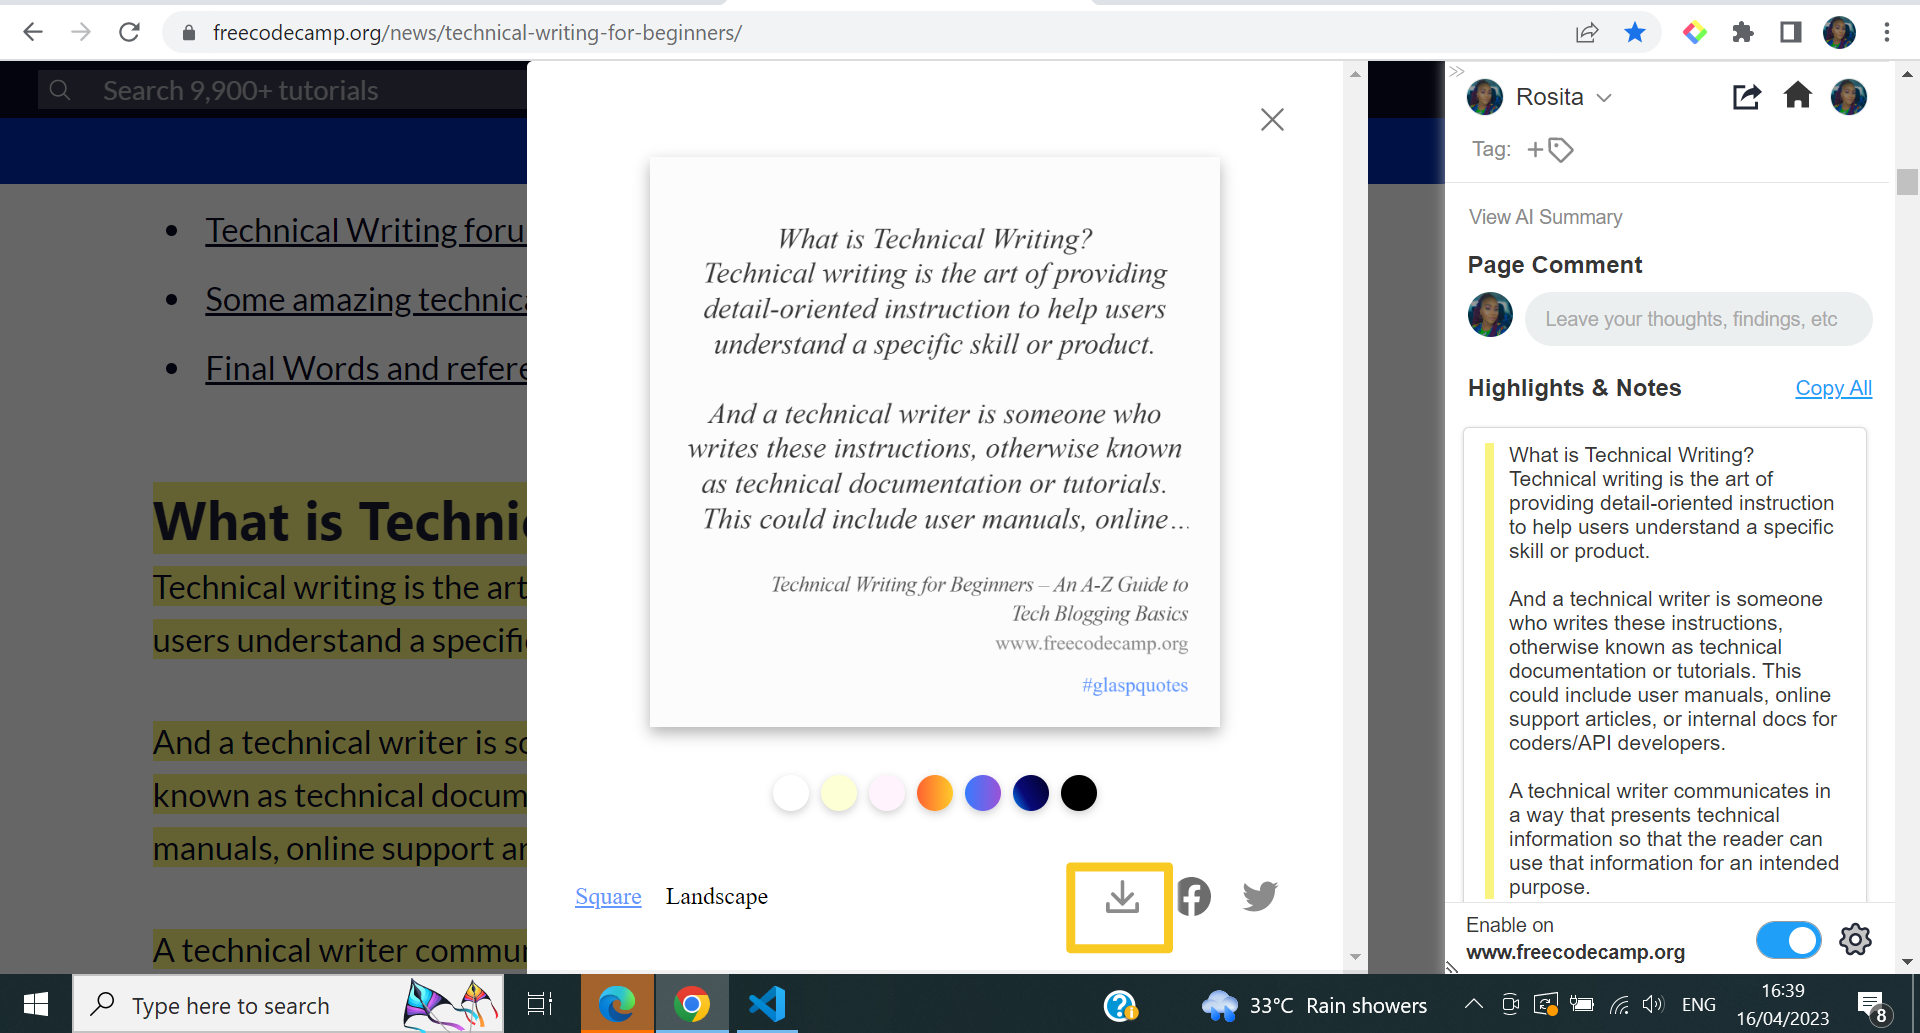 freecodecamp.org/news/technical-writing-for-beginners/
Search 9,900+ tutorials
Technical Writing foru
Some amazing technic
Final Words and refere
What is Techni
Technical writing is the art
users understand a specifi
And a technical writer is so
known as technical docum
manuals, online support ar
A technical writer commun
What is Technical Writing?
Technical writing is the art of providing
detail-oriented instruction to help users
understand a specific skill or product.
And a technical writer is someone who
writes these instructions, otherwise known
as technical documentation or tutorials.
This could include user manuals, online...
Technical Writing for Beginners – An A-Z Guide to
Tech Blogging Basics
www.freecodecamp.org
#glaspquotes
Square Landscape
Rosita
Tag:
View AI Summary
Page Comment
Leave your thoughts, findings, etc
Highlights & Notes Copy All
What is Technical Writing?
Technical writing is the art of
providing detail-oriented instruction
to help users understand a specific
skill or product.
And a technical writer is someone
who writes these instructions,
otherwise known as technical
documentation or tutorials. This
could include user manuals, online
support articles, or internal docs for
coders/API developers.
A technical writer communicates in
a way that presents technical
information so that the reader can
use that information for an intended
purpose.
Enable on
www.freecodecamp.org
Type here to search
33°C Rain showers
ENG
16:39
16/04/2023
8